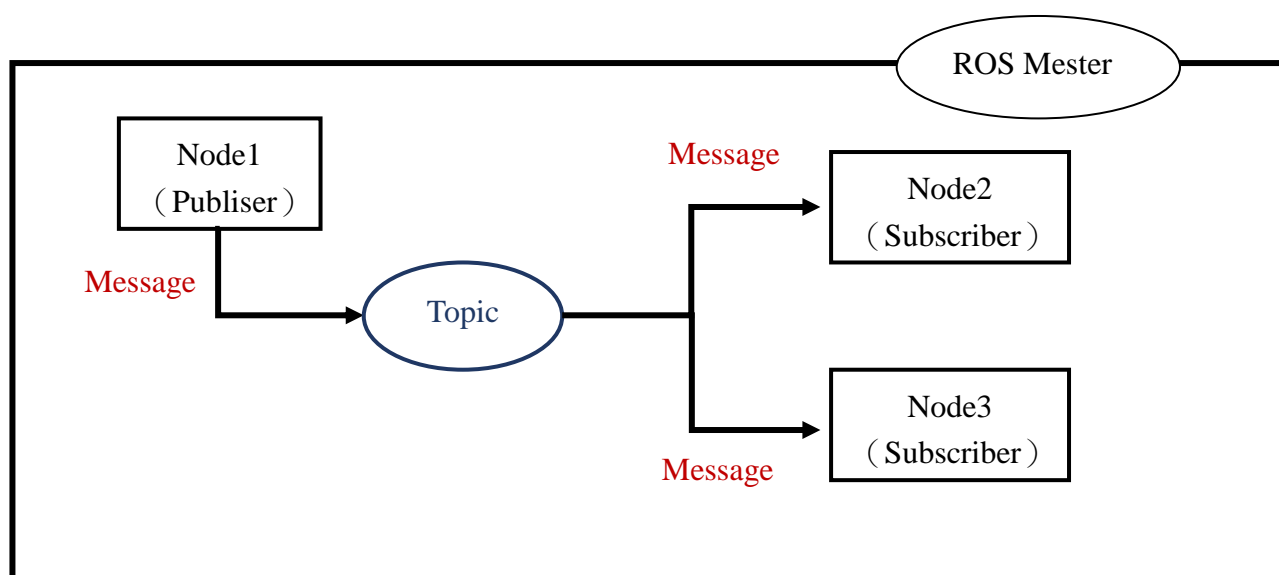 ROS Mester
Node1
（Publiser）
Message
Topic
Message
Node2
（Subscriber）
Node3
（Subscriber）
Message